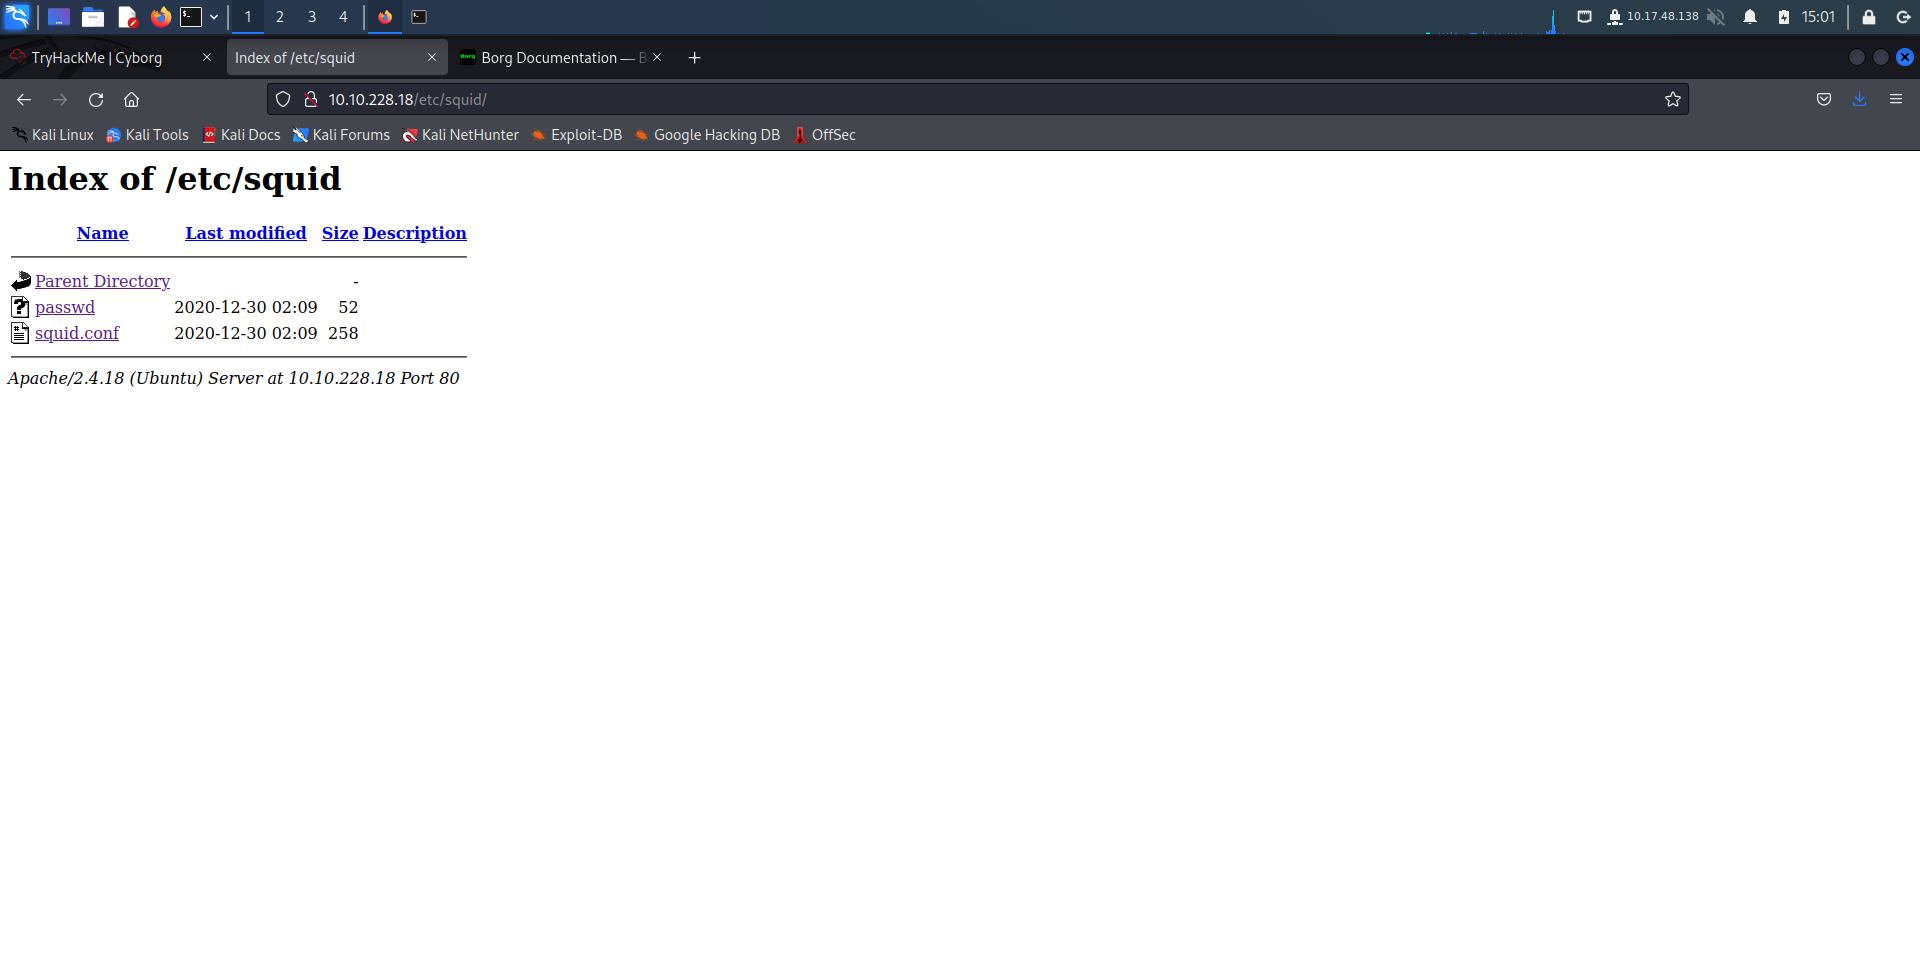 1 2 3 4 10.17.48.138 15:01
TryHackMe | Cyborg Index of /etc/squid Borg Documentation — B
10.10.228.18/etc/squid/
Kali Linux Kali Tools Kali Docs Kali Forums Kali NetHunter Exploit-DB Google Hacking DB OffSec
Index of /etc/squid
Name Last modified Size Description
Parent Directory -
passwd 2020-12-30 02:09 52
squid.conf 2020-12-30 02:09 258
Apache/2.4.18 (Ubuntu) Server at 10.10.228.18 Port 80